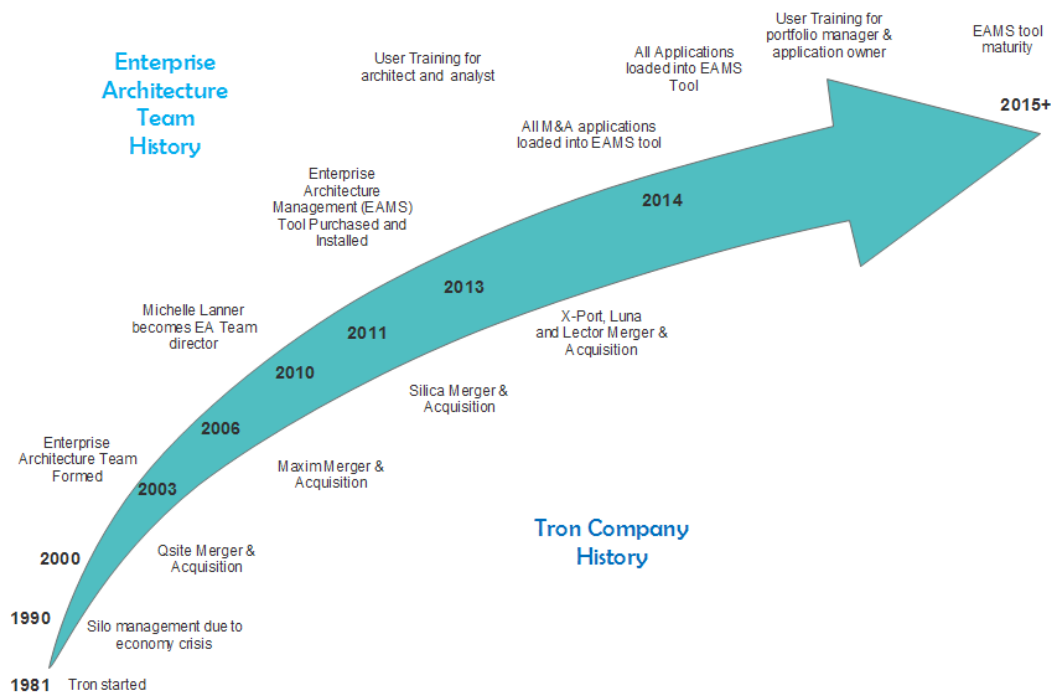 User Training for
portfolio manager &
application owner
EAMS tool
maturity
2015+
All Applications
loaded into EAMS
Tool
User Training for
architect and analyst
Enterprise
Architecture
Team
History
All M&A applications
loaded into EAMS tool
Enterprise
Architecture
Management (EAMS)
Tool Purchased and
Installed
2014
2013
Michelle Lanner
becomes EA Team
director
2011
X-Port, Luna
and Lector Merger &
Acquisition
2010
Silica Merger &
Acquisition
2006
Enterprise
Architecture Team
Formed
Maxim Merger &
Acquisition
2003
Tron Company
History
2000
Qsite Merger &
Acquisition
1990
Silo management due to
economy crisis
1981
Tron started